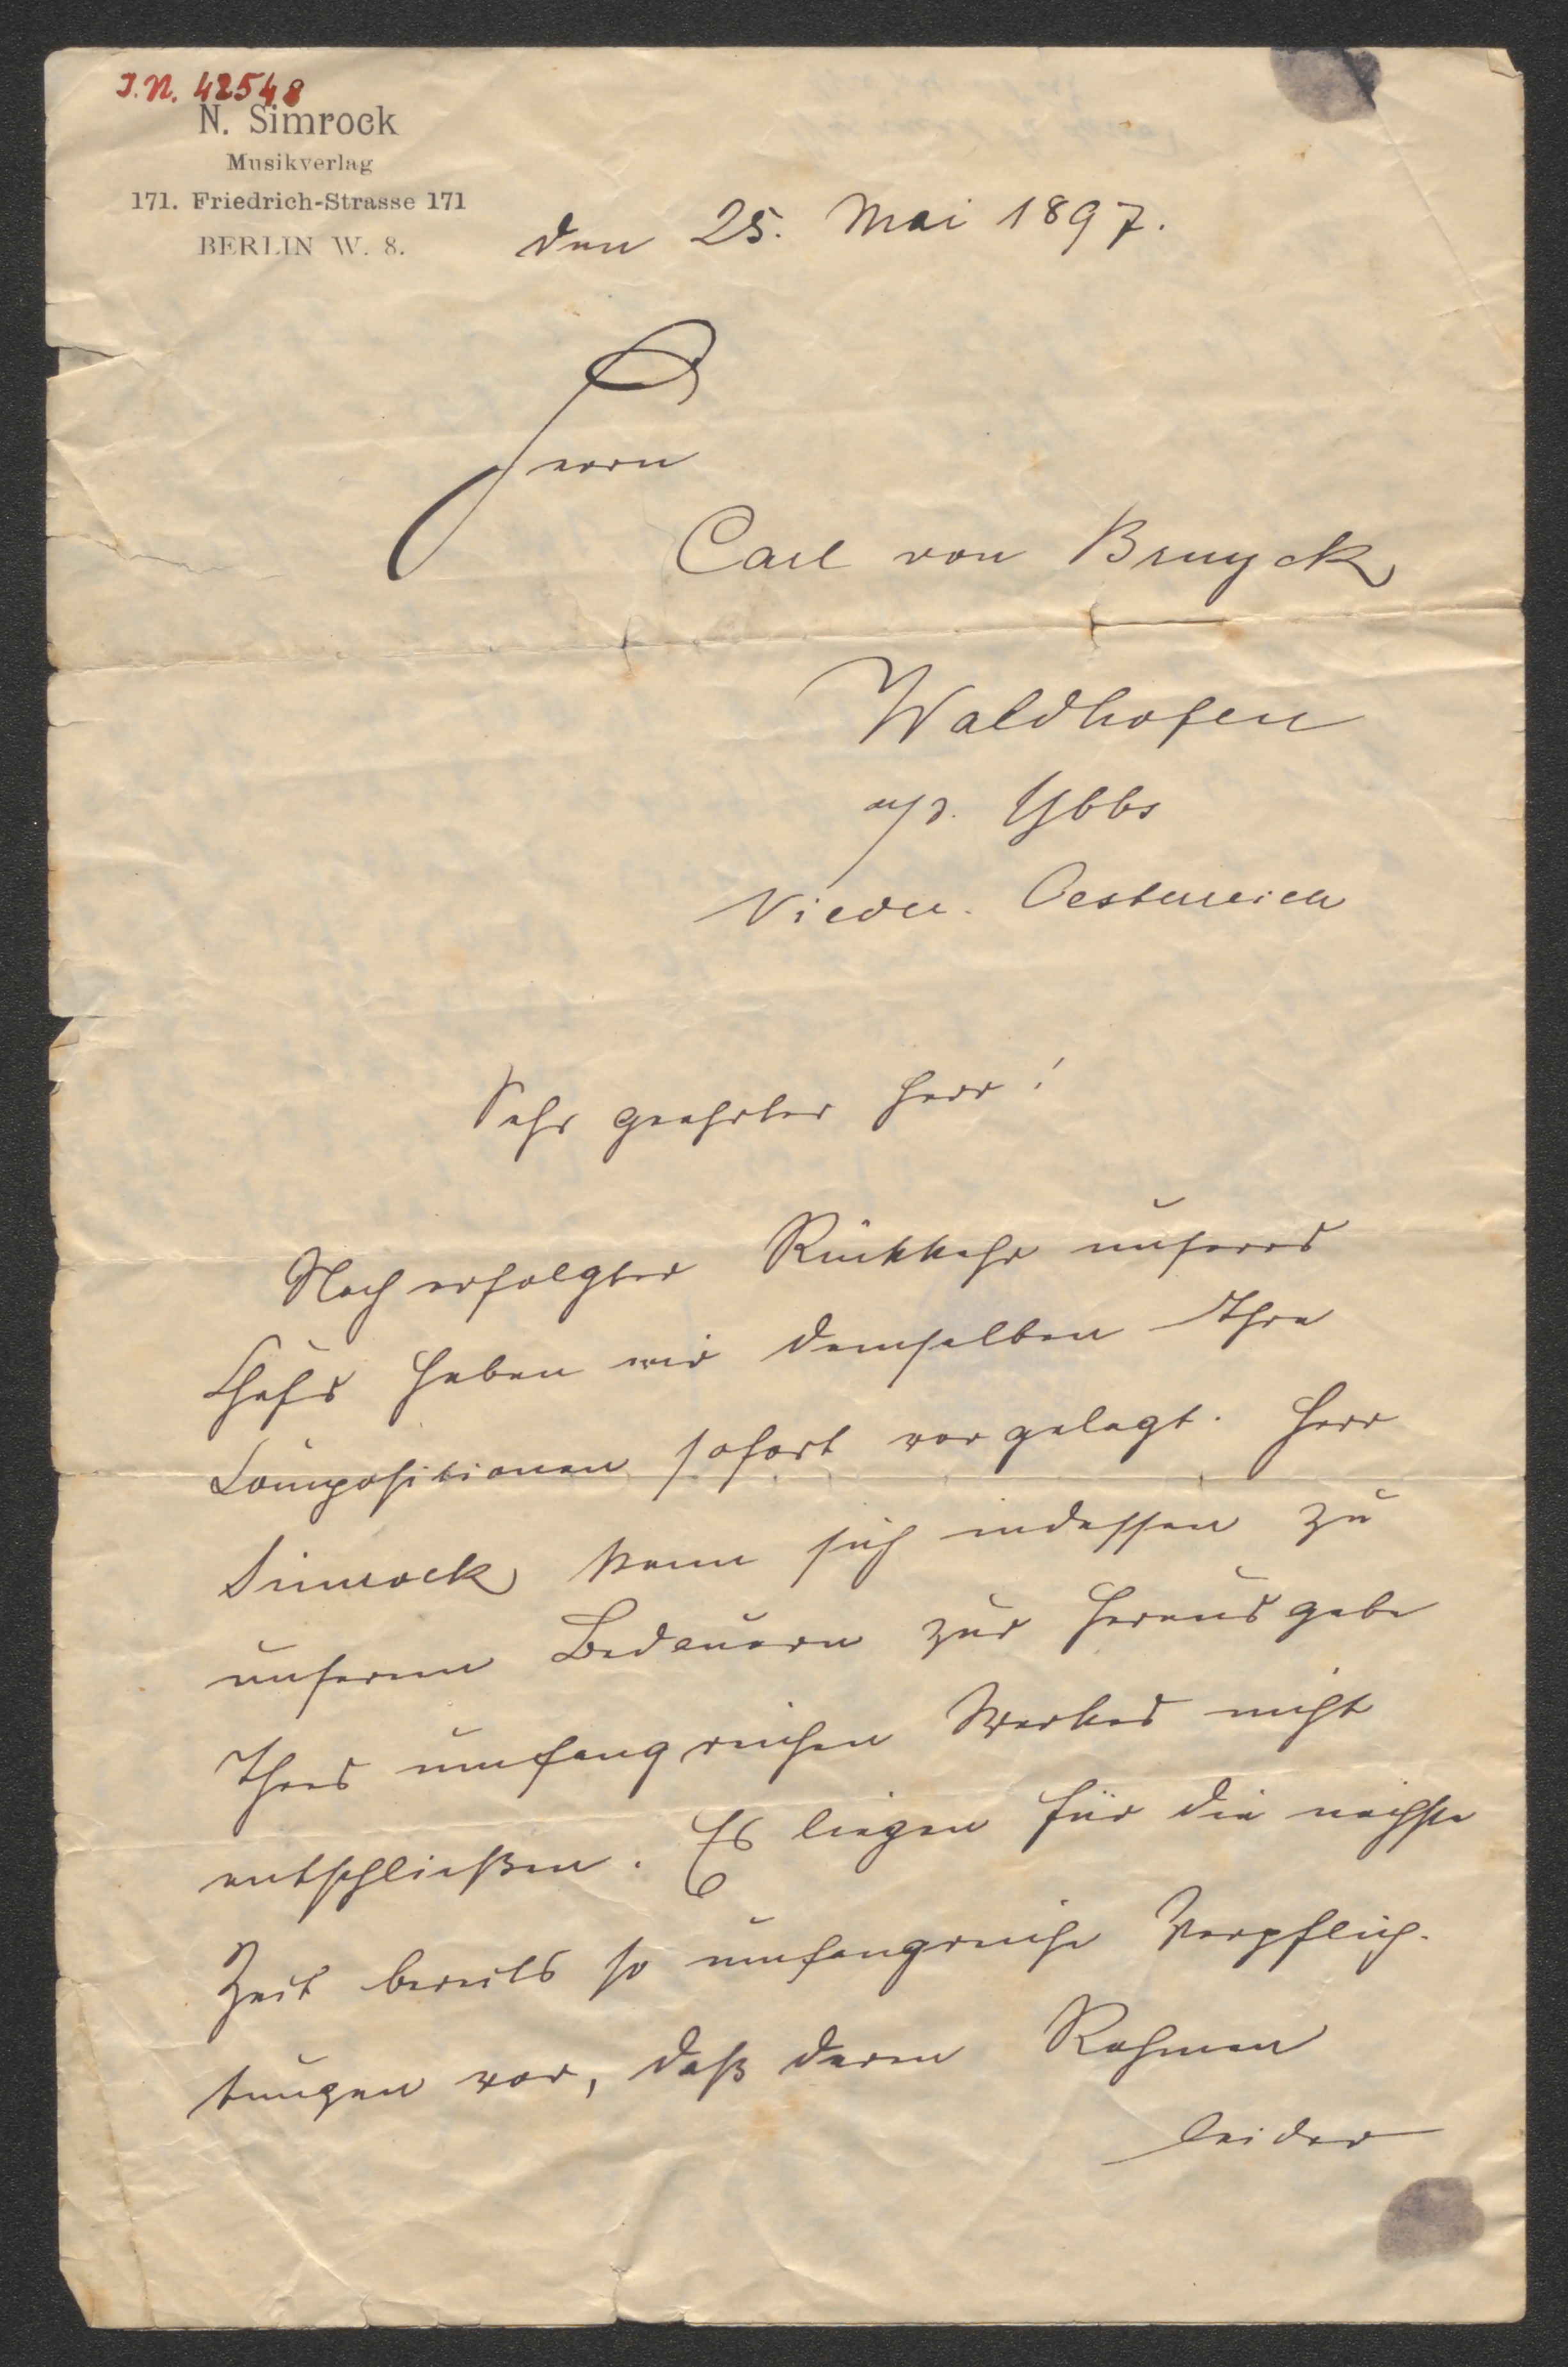 I.N. 42548
N. Simrock
Musikverlag
171. Friedrich-Strasse 171
BERLIN W. 8.
den 25. Mai 1897.
Herrn
Carl von Bruyck
Waldhofen
a/d. Ybbs
Nieder. Oesterreich
Sehr geehrter Herr!
Nach erfolgter Rückkehr unseres
Chefs haben wir demselben Ihre
Compositionen sofort vorgelegt. Herr
Simrock kann sich indessen zu
unserem Bedauern zur Herausgabe
Ihres umfangreichen Werkes nicht
entschließen. Es liegen für die nächste
Zeit bereits so umfangreiche Verpflich-
tungen vor, daß deren Rahmen
leider